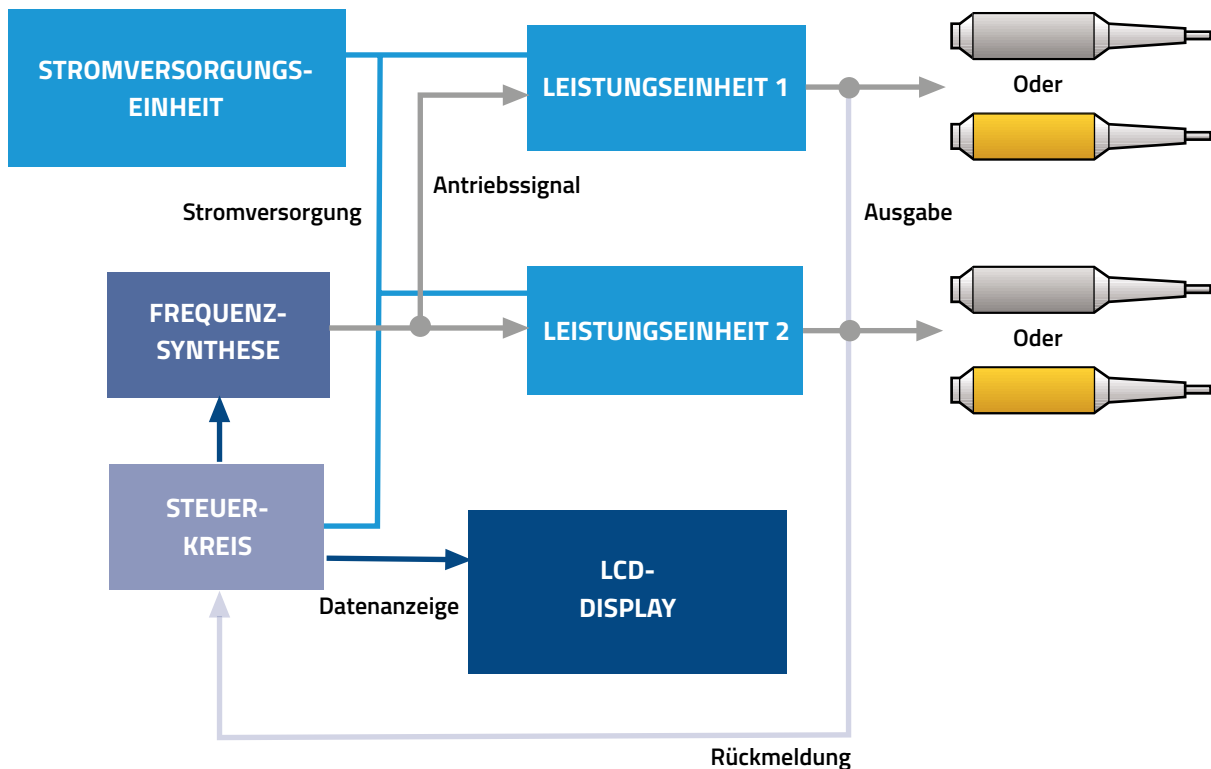 STROMVERSORGUNGS-
EINHEIT
LEISTUNGSEINHEIT 1
Oder
Antriebssignal
Stromversorgung
Ausgabe
FREQUENZ-
SYNTHESE
LEISTUNGSEINHEIT 2
Oder
STEUER-
KREIS
LCD-
DISPLAY
Datenanzeige
Rückmeldung